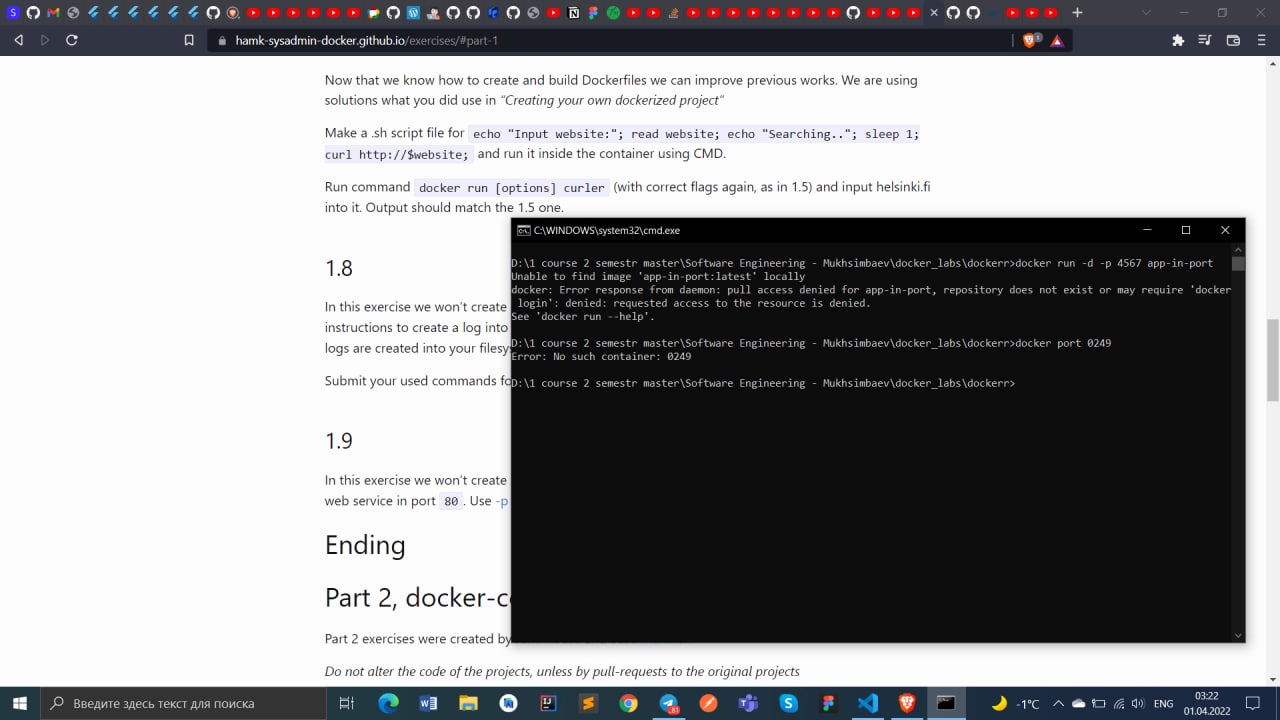 hamk-sysadmin-docker.github.io/exercises/#part-1
Now that we know how to create and build Dockerfiles we can improve previous works. We are using
solutions what you did use in "Creating your own dockerized project"
Make a .sh script file for echo "Input website:"; read website; echo "Searching.."; sleep 1;
curl http://$website; and run it inside the container using CMD.
Run command docker run [options] curler (with correct flags again, as in 1.5) and input helsinki.fi
into it. Output should match the 1.5 one.
1.8
In this exercise we won't create
instructions to create a log into
logs are created into your filesy
Submit your used commands fo
1.9
In this exercise we won't create
web service in port 80. Use -p
Ending
Part 2, docker-c
Part 2 exercises were created by
Do not alter the code of the projects, unless by pull-requests to the original projects
C:\WINDOWS\system32\cmd.exe
D:\1 course 2 semestr master\Software Engineering - Mukhsimbaev\docker_labs\dockerr>docker run -d -p 4567 app-in-port
Unable to find image 'app-in-port:latest' locally
docker: Error response from daemon: pull access denied for app-in-port, repository does not exist or may require 'docker
login': denied: requested access to the resource is denied.
See 'docker run --help'.
D:\1 course 2 semestr master\Software Engineering - Mukhsimbaev\docker_labs\dockerr>docker port 0249
Error: No such container: 0249
D:\1 course 2 semestr master\Software Engineering - Mukhsimbaev\docker_labs\dockerr>
Введите здесь текст для поиска
81
-1°C
ENG
03:22
01.04.2022